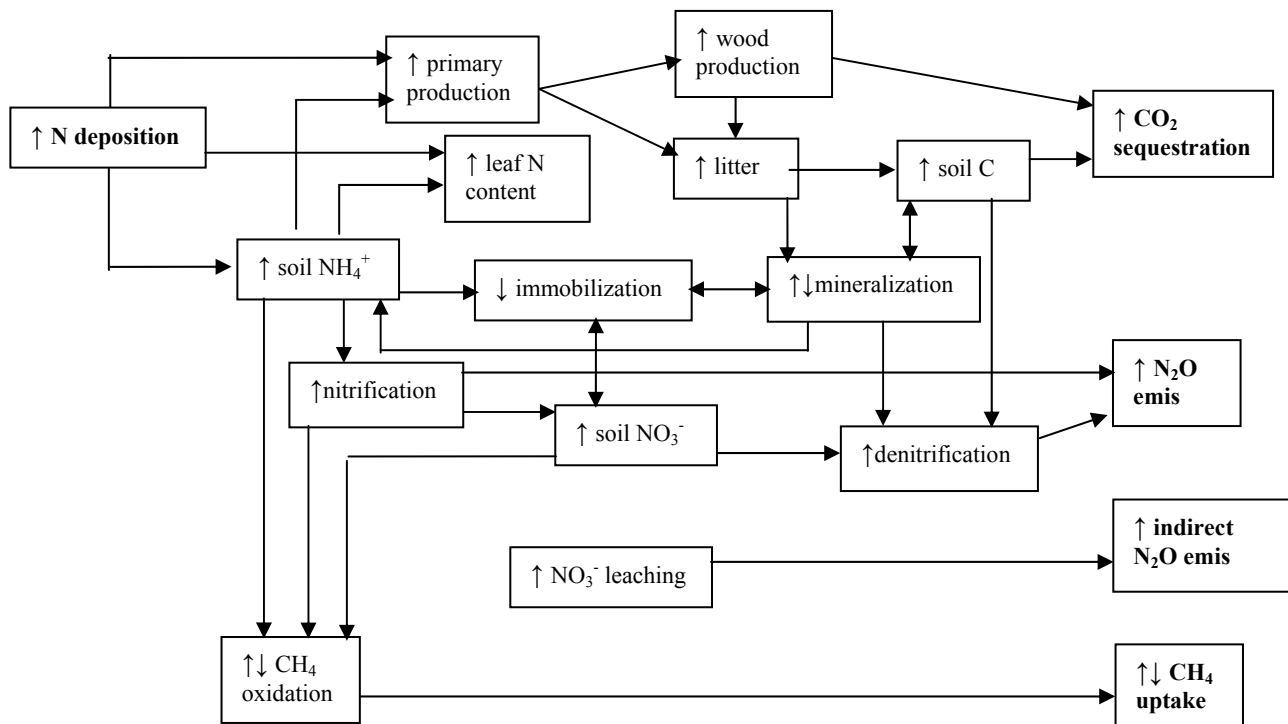 ↑ wood
production
↑ primary
production
↑ CO₂
sequestration
↑ N deposition
↑ leaf N
content
↑ litter
↑ soil C
↑ soil NH₄⁺
↓ immobilization
↑↓mineralization
↑nitrification
↑ N₂O
emis
↑ soil NO₃⁻
↑denitrification
↑ indirect
N₂O emis
↑ NO₃⁻ leaching
↑↓ CH₄
oxidation
↑↓ CH₄
uptake